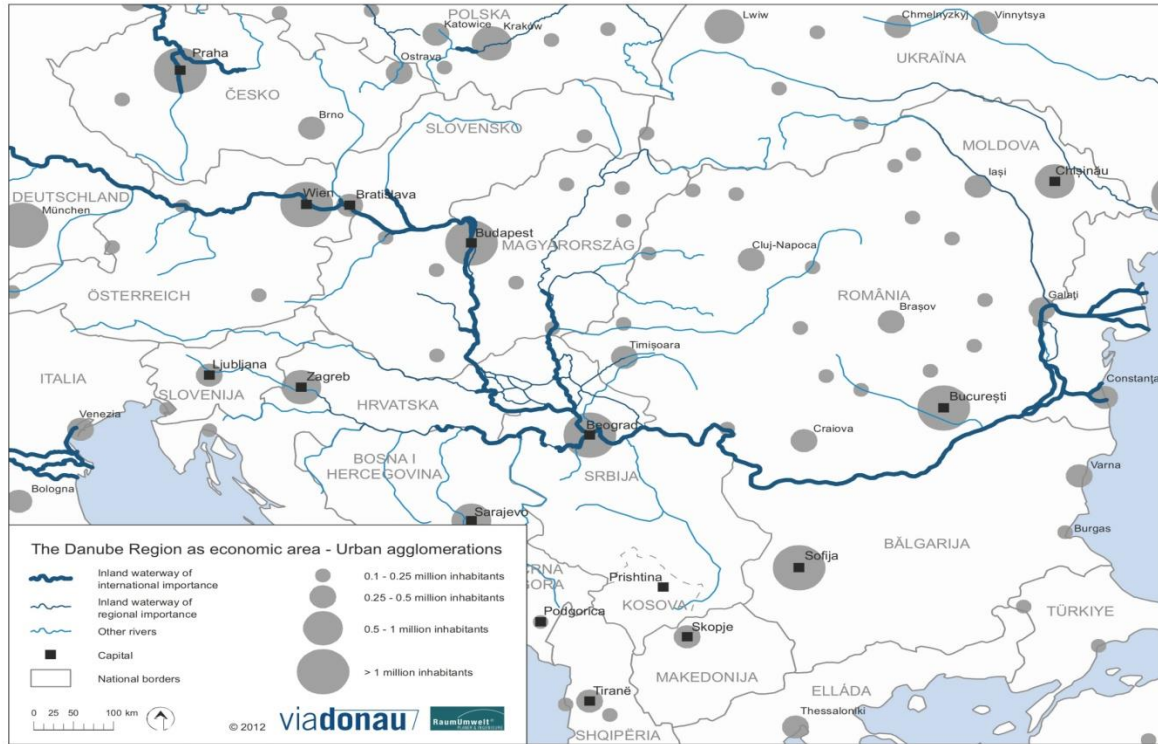 POLSKA
Katowice
Kraków
Lwiw
Chmelnyzkyj
Vinnytsya
Praha
Ostrava
UKRAÏNA
ČESKO
Brno
SLOVENSKO
MOLDOVA
Iași
Chișinău
DEUTSCHLAND
München
Wien
Bratislava
Budapest
MAGYARORSZÁG
Cluj-Napoca
ÖSTERREICH
ROMÂNIA
Brașov
Galați
Timișoara
Ljubljana
Zagreb
ITALIA
SLOVENIJA
Constanța
HRVATSKA
București
Venezia
Beograd
Craiova
BOSNA I
HERCEGOVINA
SRBIJA
Varna
Bologna
Sarajevo
Burgas
BĂLGARIJA
Sofija
CRNA
GORA
Prishtina
KOSOVA
TÜRKIYE
Podgorica
Skopje
MAKEDONIJA
ELLÁDA
Tiranë
Thessaloniki
SHQIPËRIA
The Danube Region as economic area - Urban agglomerations
Inland waterway of
international importance
Inland waterway of
regional importance
Other rivers
Capital
National borders
0.1 - 0.25 million inhabitants
0.25 - 0.5 million inhabitants
0.5 - 1 million inhabitants
> 1 million inhabitants
0 25 50 100 km
© 2012
viadonau
RaumUmwelt